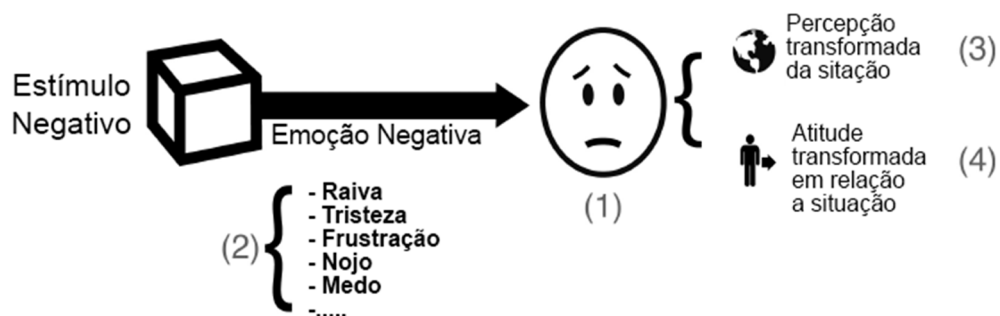 Estímulo
Negativo
Emoção Negativa
(1)
(2)
- Raiva
- Tristeza
- Frustração
- Nojo
- Medo
-.....
Percepção
transformada
da sitação
(3)
Atitude
transformada
em relação
a situação
(4)